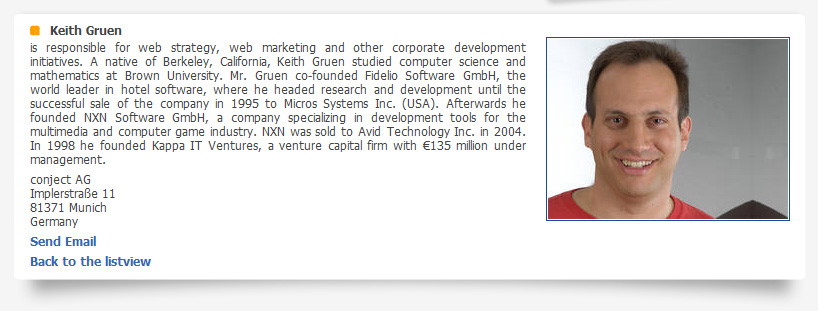 Keith Gruen
is responsible for web strategy, web marketing and other corporate development
initiatives. A native of Berkeley, California, Keith Gruen studied computer science and
mathematics at Brown University. Mr. Gruen co-founded Fidelio Software GmbH, the
world leader in hotel software, where he headed research and development until the
successful sale of the company in 1995 to Micros Systems Inc. (USA). Afterwards he
founded NXN Software GmbH, a company specializing in development tools for the
multimedia and computer game industry. NXN was sold to Avid Technology Inc. in 2004.
In 1998 he founded Kappa IT Ventures, a venture capital firm with €135 million under
management.
conject AG
Implerstraße 11
81371 Munich
Germany
Send Email
Back to the listview